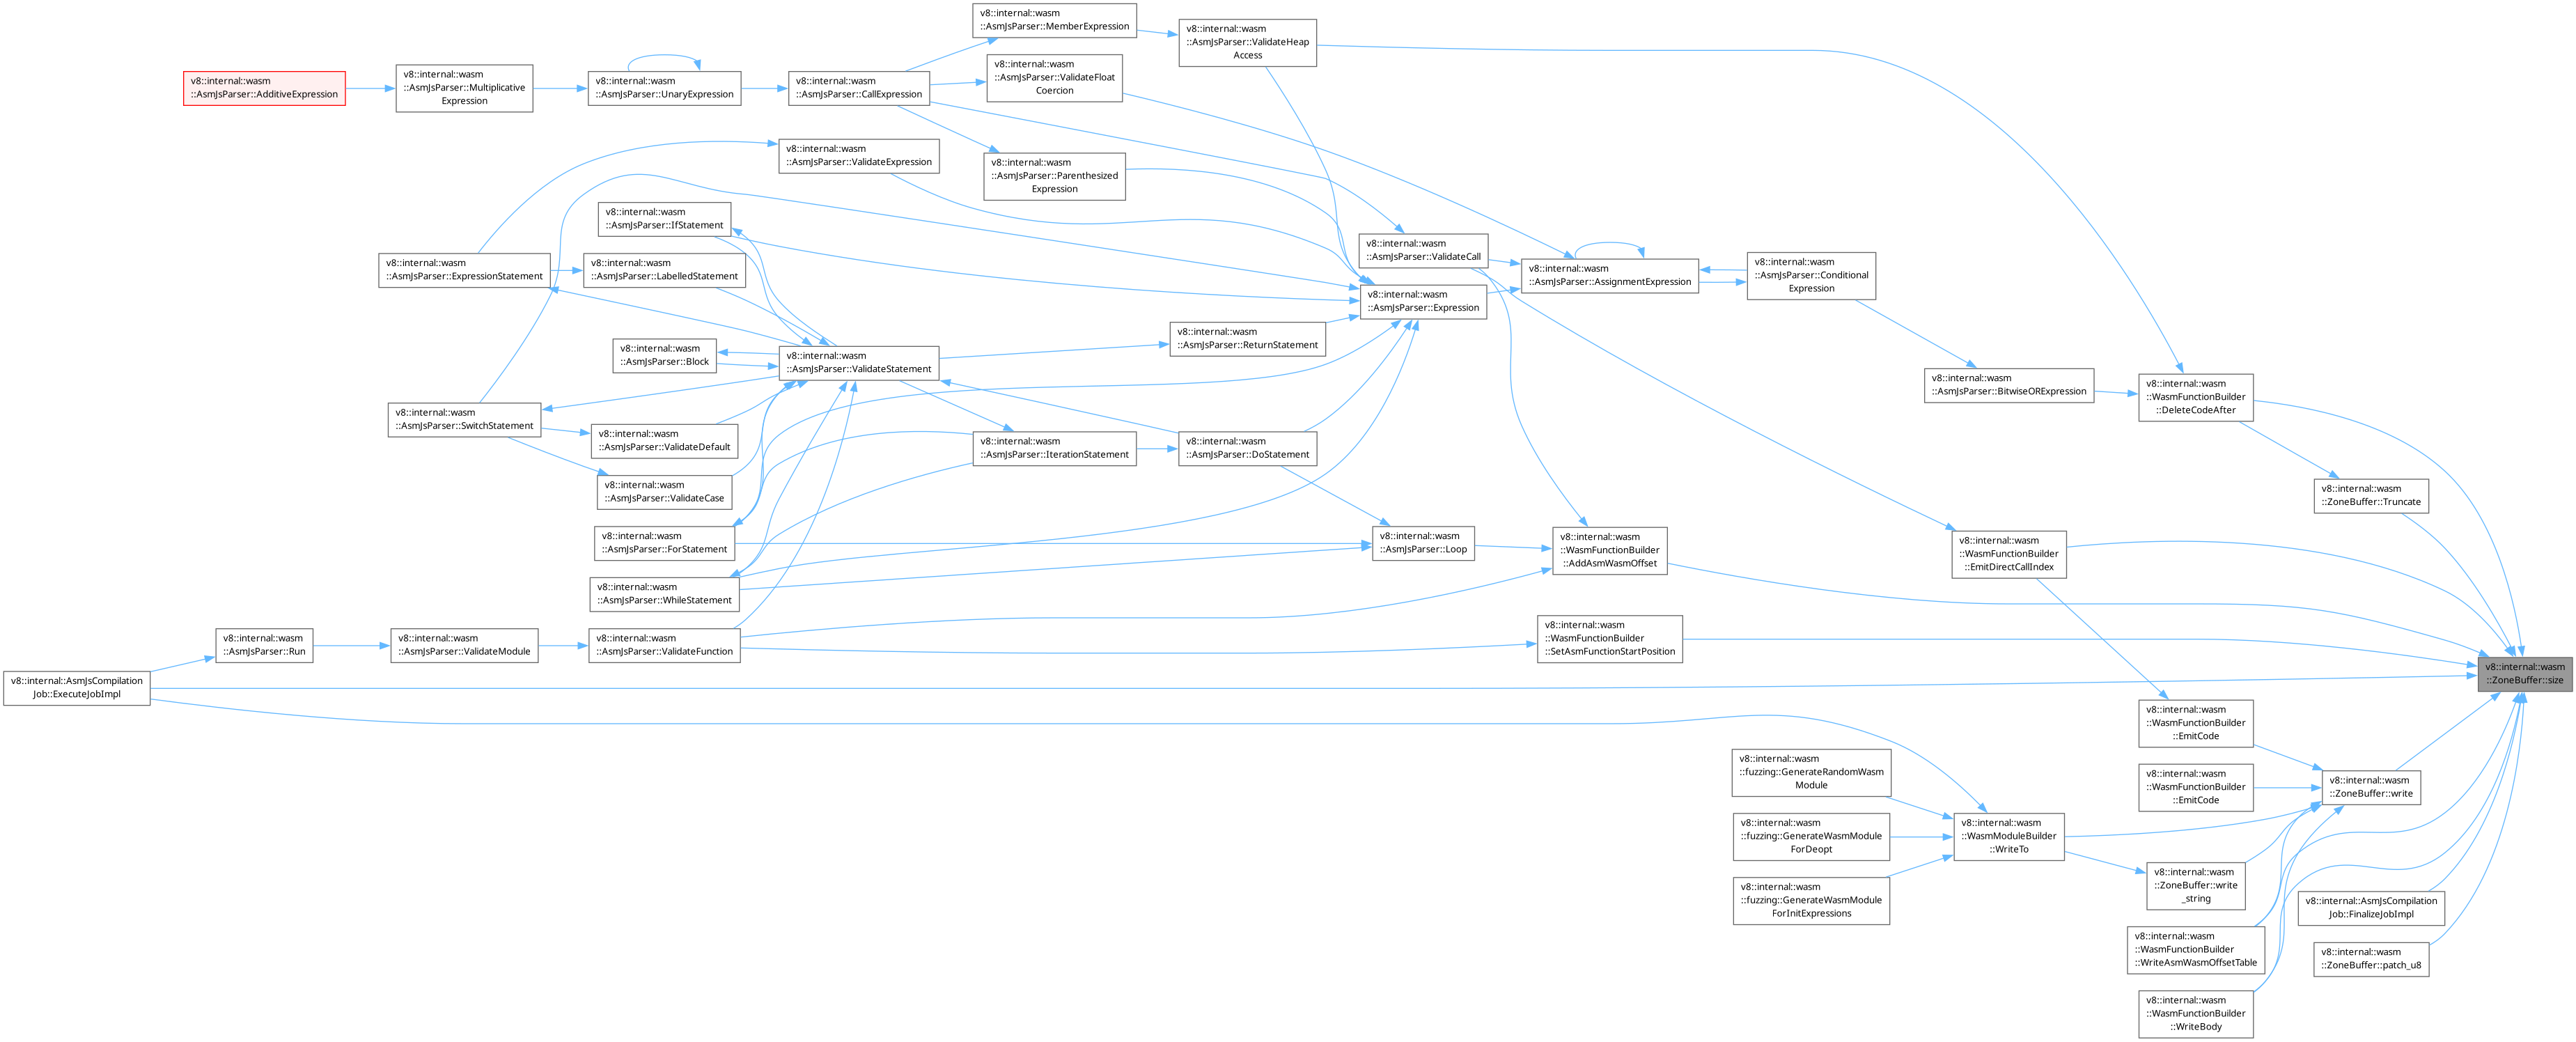 v8::internal::wasm
::AsmJsParser::MemberExpression
v8::internal::wasm
::AsmJsParser::ValidateHeap
Access
v8::internal::wasm
::AsmJsParser::ValidateFloat
Coercion
v8::internal::wasm
::AsmJsParser::AdditiveExpression
v8::internal::wasm
::AsmJsParser::Multiplicative
Expression
v8::internal::wasm
::AsmJsParser::UnaryExpression
v8::internal::wasm
::AsmJsParser::CallExpression
v8::internal::wasm
::AsmJsParser::ValidateExpression
v8::internal::wasm
::AsmJsParser::Parenthesized
Expression
v8::internal::wasm
::AsmJsParser::IfStatement
v8::internal::wasm
::AsmJsParser::ValidateCall
v8::internal::wasm
::AsmJsParser::ExpressionStatement
v8::internal::wasm
::AsmJsParser::LabelledStatement
v8::internal::wasm
::AsmJsParser::AssignmentExpression
v8::internal::wasm
::AsmJsParser::Conditional
Expression
v8::internal::wasm
::AsmJsParser::Expression
v8::internal::wasm
::AsmJsParser::ReturnStatement
v8::internal::wasm
::AsmJsParser::Block
v8::internal::wasm
::AsmJsParser::ValidateStatement
v8::internal::wasm
::AsmJsParser::BitwiseORExpression
v8::internal::wasm
::WasmFunctionBuilder
::DeleteCodeAfter
v8::internal::wasm
::AsmJsParser::SwitchStatement
v8::internal::wasm
::AsmJsParser::ValidateDefault
v8::internal::wasm
::AsmJsParser::IterationStatement
v8::internal::wasm
::AsmJsParser::DoStatement
v8::internal::wasm
::AsmJsParser::ValidateCase
v8::internal::wasm
::ZoneBuffer::Truncate
v8::internal::wasm
::AsmJsParser::ForStatement
v8::internal::wasm
::AsmJsParser::Loop
v8::internal::wasm
::WasmFunctionBuilder
::AddAsmWasmOffset
v8::internal::wasm
::WasmFunctionBuilder
::EmitDirectCallIndex
v8::internal::wasm
::AsmJsParser::WhileStatement
v8::internal::wasm
::AsmJsParser::Run
v8::internal::wasm
::AsmJsParser::ValidateModule
v8::internal::wasm
::AsmJsParser::ValidateFunction
v8::internal::wasm
::WasmFunctionBuilder
::SetAsmFunctionStartPosition
v8::internal::AsmJsCompilation
Job::ExecuteJobImpl
v8::internal::wasm
::ZoneBuffer::size
v8::internal::wasm
::WasmFunctionBuilder
::EmitCode
v8::internal::wasm
::fuzzing::GenerateRandomWasm
Module
v8::internal::wasm
::WasmFunctionBuilder
::EmitCode
v8::internal::wasm
::ZoneBuffer::write
v8::internal::wasm
::fuzzing::GenerateWasmModule
ForDeopt
v8::internal::wasm
::WasmModuleBuilder
::WriteTo
v8::internal::wasm
::fuzzing::GenerateWasmModule
ForInitExpressions
v8::internal::wasm
::ZoneBuffer::write
_string
v8::internal::AsmJsCompilation
Job::FinalizeJobImpl
v8::internal::wasm
::WasmFunctionBuilder
::WriteAsmWasmOffsetTable
v8::internal::wasm
::ZoneBuffer::patch_u8
v8::internal::wasm
::WasmFunctionBuilder
::WriteBody